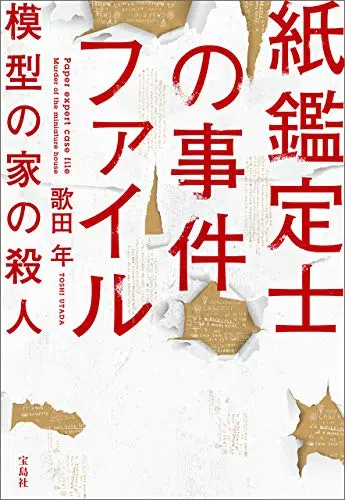 紙鑑定士
の事件
ファイル
模型の家の殺人
Paper expert case file
Murder of the miniature house
歌田 年
TOSHI UTADA
宝島社